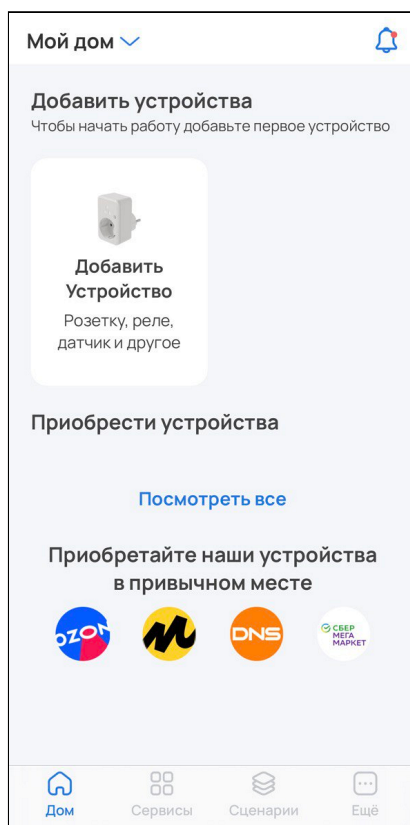 Мой дом
Добавить устройства
Чтобы начать работу добавьте первое устройство
Добавить
Устройство
Розетку, реле,
датчик и другое
Приобрести устройства
Посмотреть все
Приобретайте наши устройства
в привычном месте
OZON
DNS
СБЕР
МЕГА
МАРКЕТ
Дом
Сервисы
Сценарии
Ещё